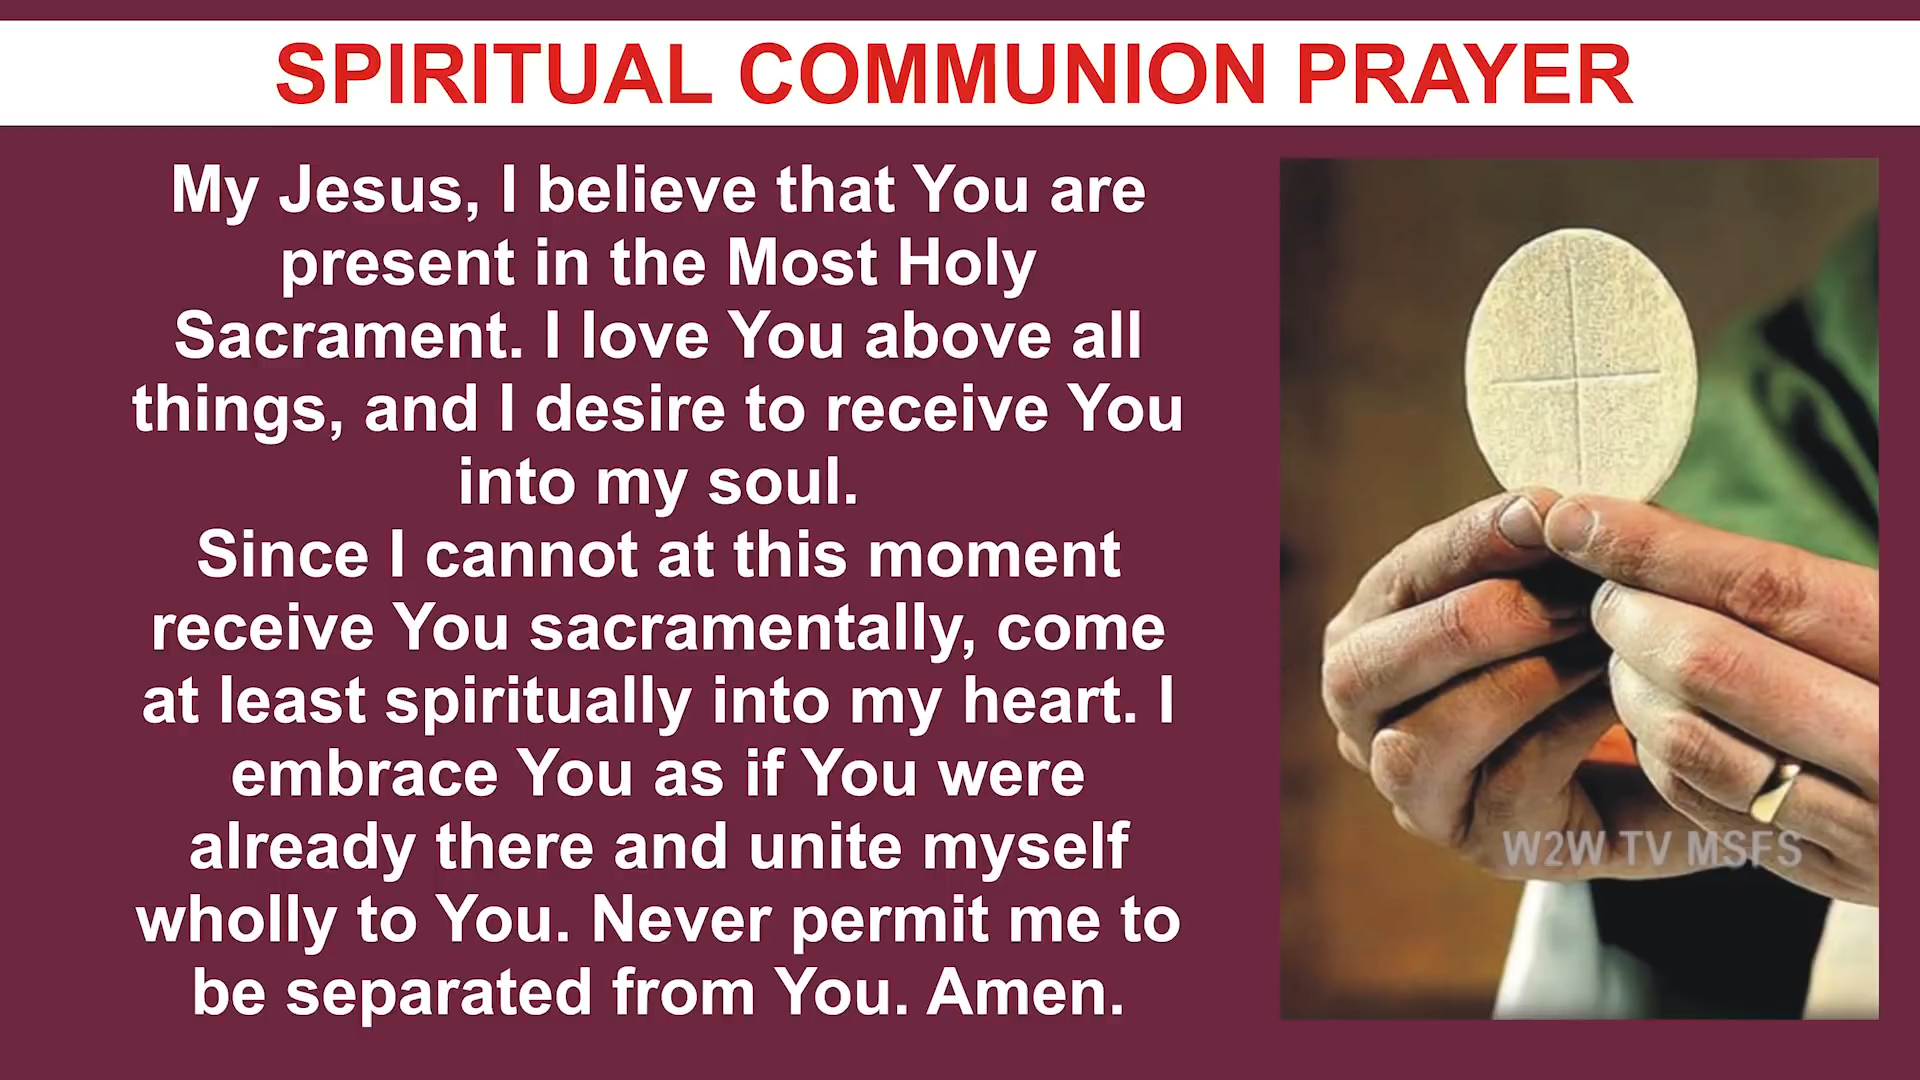 SPIRITUAL COMMUNION PRAYER
My Jesus, I believe that You are
present in the Most Holy
Sacrament. I love You above all
things, and I desire to receive You
into my soul.
Since I cannot at this moment
receive You sacramentally, come
at least spiritually into my heart. I
embrace You as if You were
already there and unite myself
wholly to You. Never permit me to
be separated from You. Amen.
W2W TV MSFS